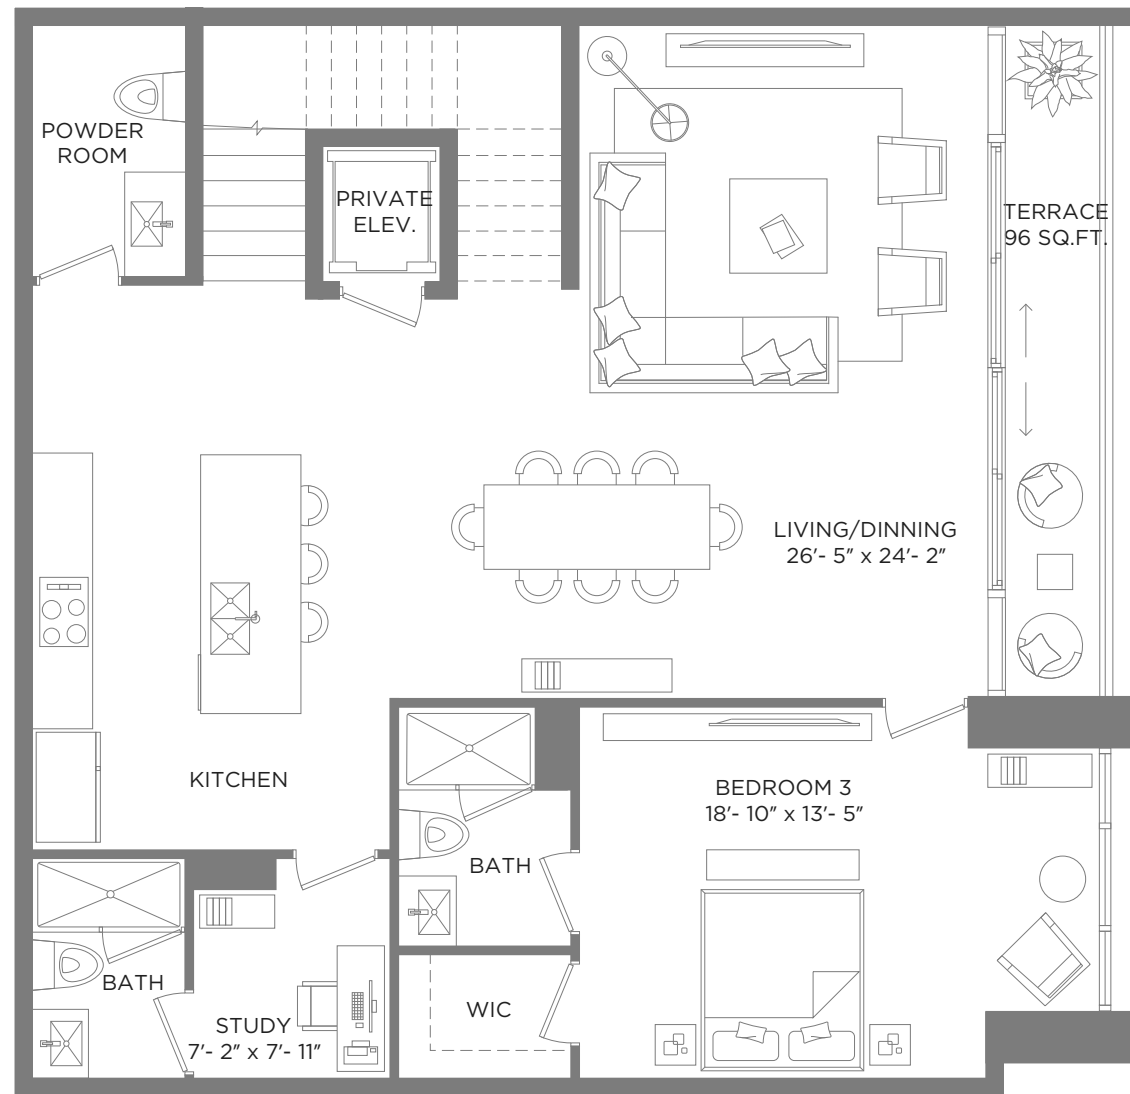 POWDER
ROOM
PRIVATE
ELEV.
TERRACE
96 SQ.FT.
LIVING/DINNING
26'- 5" x 24'- 2"
KITCHEN
BEDROOM 3
18'- 10" x 13'- 5"
BATH
BATH
WIC
STUDY
7'- 2" x 7'- 11"